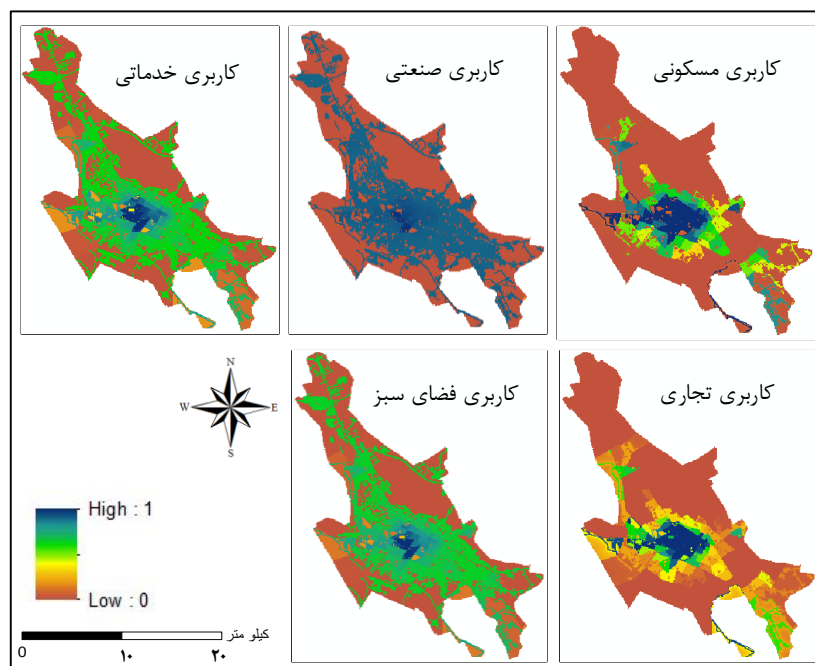 کاربری مسکونی
کاربری صنعتی
کاربری خدماتی
کاربری تجاری
کاربری فضای سبز
N
W E
S
High : 1
Low : 0
کیلو متر
0 ۱۰ ۲۰